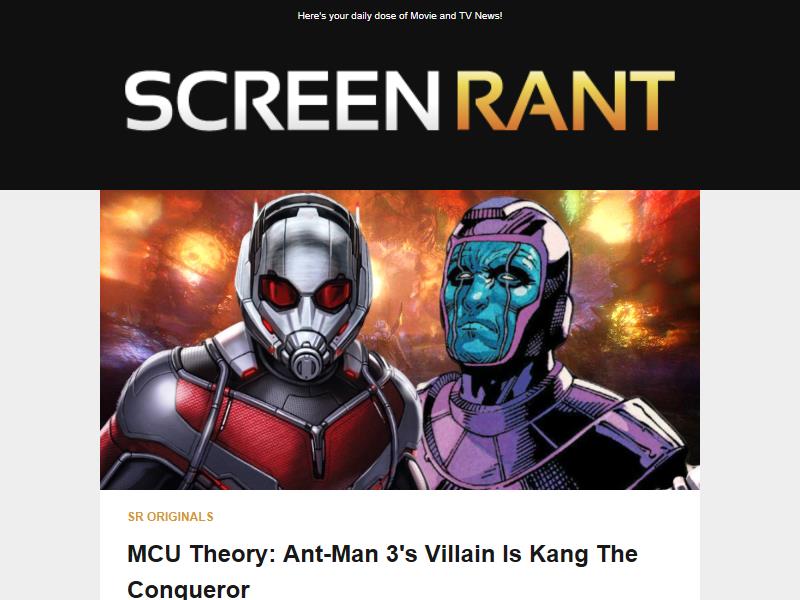 Here's your daily dose of Movie and TV News!
SCREEN RANT
SR ORIGINALS
MCU Theory: Ant-Man 3's Villain Is Kang The
Conqueror